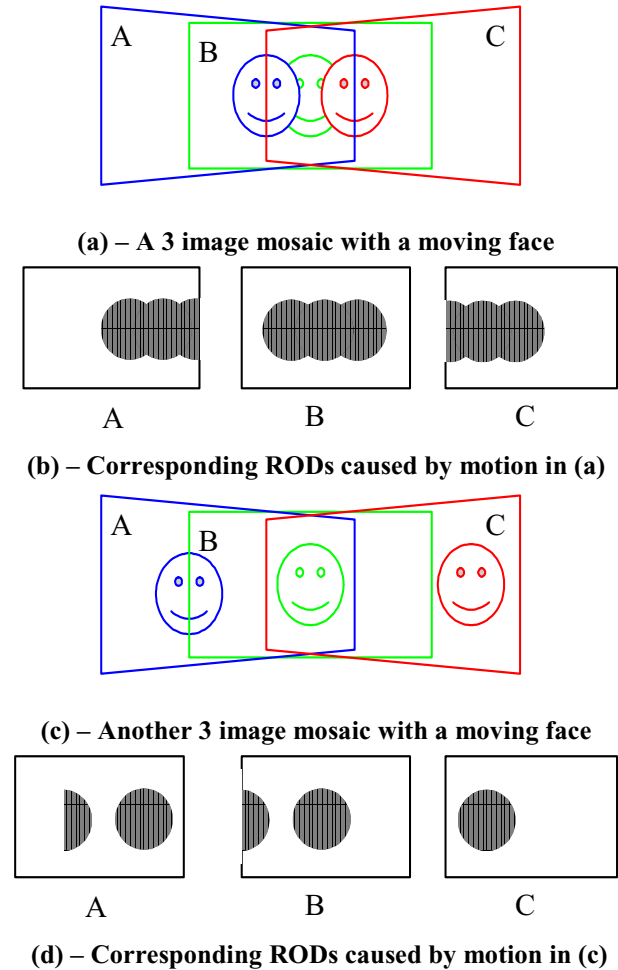 A
B
C
(a) – A 3 image mosaic with a moving face
A
B
C
(b) – Corresponding RODs caused by motion in (a)
A
B
C
(c) – Another 3 image mosaic with a moving face
A
B
C
(d) – Corresponding RODs caused by motion in (c)